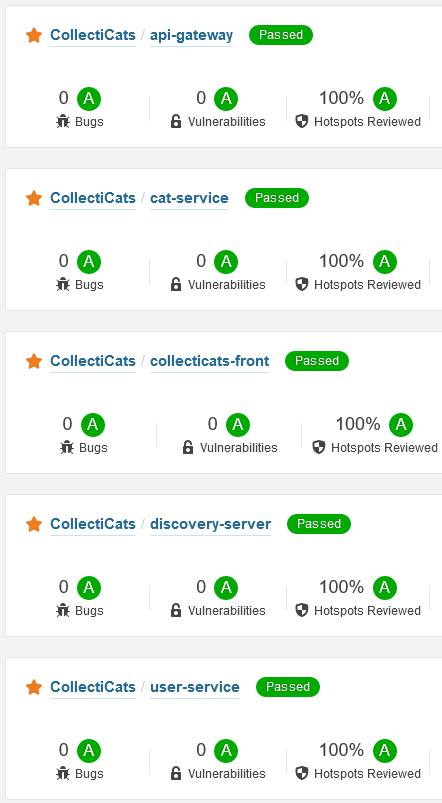 CollectiCats / api-gateway Passed
0 A 0 A 100% A
Bugs Vulnerabilities Hotspots Reviewed
CollectiCats / cat-service Passed
0 A 0 A 100% A
Bugs Vulnerabilities Hotspots Reviewed
CollectiCats / collecticats-front Passed
0 A 0 A 100% A
Bugs Vulnerabilities Hotspots Reviewed
CollectiCats / discovery-server Passed
0 A 0 A 100% A
Bugs Vulnerabilities Hotspots Reviewed
CollectiCats / user-service Passed
0 A 0 A 100% A
Bugs Vulnerabilities Hotspots Reviewed